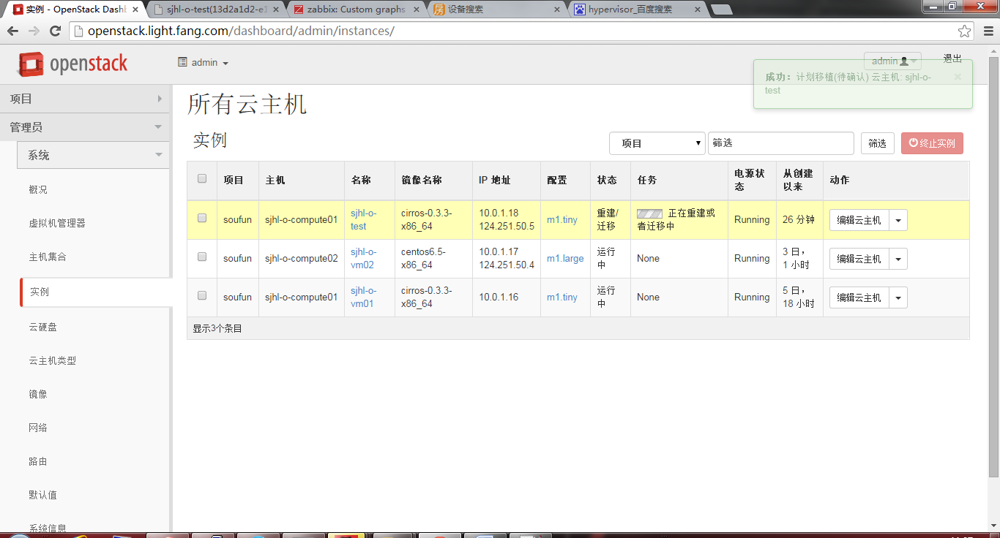 实例 - OpenStack Dashb
sjhl-o-test(13d2a1d2-e1
zabbix: Custom graphs
设备搜索
hypervisor_百度搜索
openstack.light.fang.com/dashboard/admin/instances/
openstack
admin
admin
退出
成功：计划移植(待确认) 云主机: sjhl-o-
test
项目
管理员
系统
概况
虚拟机管理器
主机集合
实例
云硬盘
云主机类型
镜像
网络
路由
默认值
系统信息
所有云主机
实例
项目
筛选
筛选
终止实例
项目 主机 名称 镜像名称 IP 地址 配置 状态 任务 电源状 从创建 动作
态 以来
soufun sjhl-o-compute01 sjhl-o- cirros-0.3.3- 10.0.1.18 m1.tiny 重建/ 正在重建或 Running 26 分钟 编辑云主机
test x86_64 124.251.50.5 迁移 者迁移中
soufun sjhl-o-compute02 sjhl-o- centos6.5- 10.0.1.17 m1.large 运行 None Running 3 日， 编辑云主机
vm02 x86_64 124.251.50.4 中 1 小时
soufun sjhl-o-compute01 sjhl-o- cirros-0.3.3- 10.0.1.16 m1.tiny 运行 None Running 5 日， 编辑云主机
vm01 x86_64 中 18 小时
显示3个条目